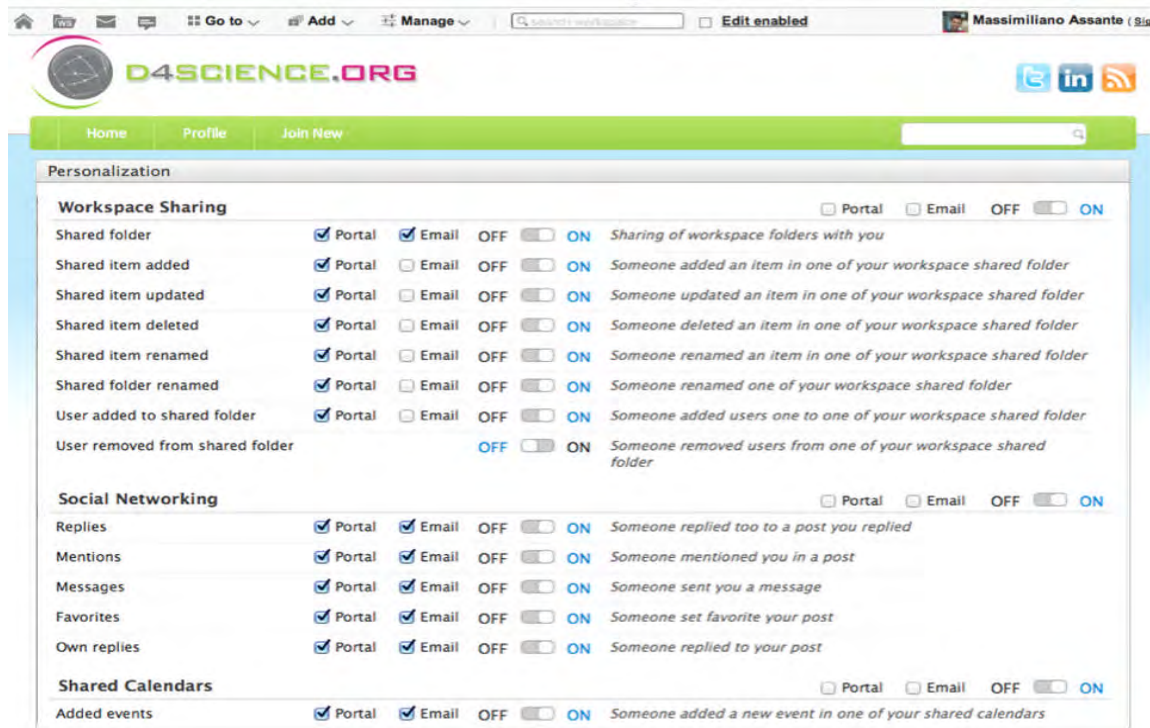 Go to Add Manage search workspace Edit enabled Massimiliano Assante
D4SCIENCE.ORG
in
Home Profile Join New
Personalization
Workspace Sharing Portal Email OFF ON
Shared folder Portal Email OFF ON Sharing of workspace folders with you
Shared item added Portal Email OFF ON Someone added an item in one of your workspace shared folder
Shared item updated Portal Email OFF ON Someone updated an item in one of your workspace shared folder
Shared item deleted Portal Email OFF ON Someone deleted an item in one of your workspace shared folder
Shared item renamed Portal Email OFF ON Someone renamed an item in one of your workspace shared folder
Shared folder renamed Portal Email OFF ON Someone renamed one of your workspace shared folder
User added to shared folder Portal Email OFF ON Someone added users one to one of your workspace shared folder
User removed from shared folder OFF ON Someone removed users from one of your workspace shared
folder
Social Networking Portal Email OFF ON
Replies Portal Email OFF ON Someone replied too to a post you replied
Mentions Portal Email OFF ON Someone mentioned you in a post
Messages Portal Email OFF ON Someone sent you a message
Favorites Portal Email OFF ON Someone set favorite your post
Own replies Portal Email OFF ON Someone replied to your post
Shared Calendars Portal Email OFF ON
Added events Portal Email OFF ON Someone added a new event in one of your shared calendars